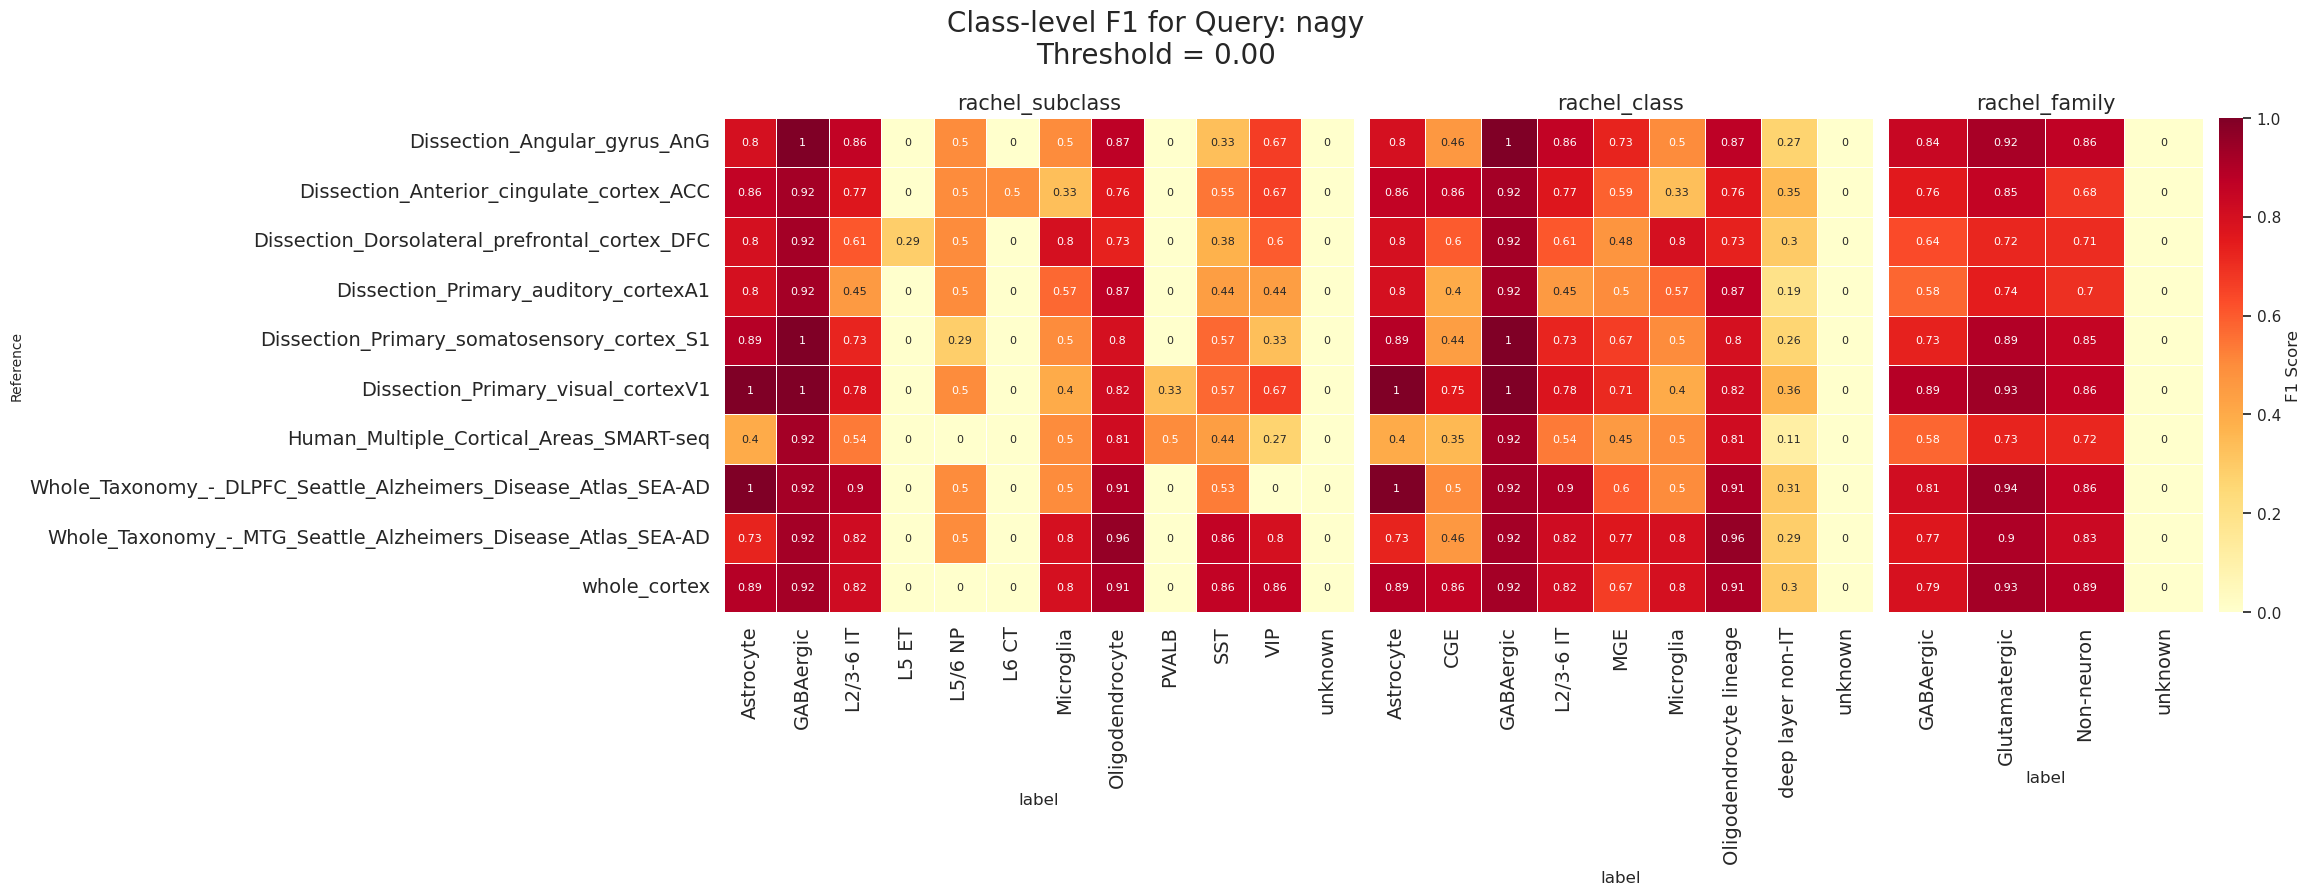 Class-level F1 for Query: nagy
Threshold = 0.00
rachel_subclass
rachel_class
rachel_family
Reference
Dissection_Angular_gyrus_AnG
0.8 1 0.86 0 0.5 0 0.5 0.87 0 0.33 0.67 0
0.8 0.46 1 0.86 0.73 0.5 0.87 0.27 0
0.84 0.92 0.86 0
Dissection_Anterior_cingulate_cortex_ACC
0.86 0.92 0.77 0 0.5 0.5 0.33 0.76 0 0.55 0.67 0
0.86 0.86 0.92 0.77 0.59 0.33 0.76 0.35 0
0.76 0.85 0.68 0
Dissection_Dorsolateral_prefrontal_cortex_DFC
0.8 0.92 0.61 0.29 0.5 0 0.8 0.73 0 0.38 0.6 0
0.8 0.6 0.92 0.61 0.48 0.8 0.73 0.3 0
0.64 0.72 0.71 0
Dissection_Primary_auditory_cortexA1
0.8 0.92 0.45 0 0.5 0 0.57 0.87 0 0.44 0.44 0
0.8 0.4 0.92 0.45 0.5 0.57 0.87 0.19 0
0.58 0.74 0.7 0
Dissection_Primary_somatosensory_cortex_S1
0.89 1 0.73 0 0.29 0 0.5 0.8 0 0.57 0.33 0
0.89 0.44 1 0.73 0.67 0.5 0.8 0.26 0
0.73 0.89 0.85 0
Dissection_Primary_visual_cortexV1
1 1 0.78 0 0.5 0 0.4 0.82 0.33 0.57 0.67 0
1 0.75 1 0.78 0.71 0.4 0.82 0.36 0
0.89 0.93 0.86 0
Human_Multiple_Cortical_Areas_SMART-seq
0.4 0.92 0.54 0 0 0 0.5 0.81 0.5 0.44 0.27 0
0.4 0.35 0.92 0.54 0.45 0.5 0.81 0.11 0
0.58 0.73 0.72 0
Whole_Taxonomy_-_DLPFC_Seattle_Alzheimers_Disease_Atlas_SEA-AD
1 0.92 0.9 0 0.5 0 0.5 0.91 0 0.53 0 0
1 0.5 0.92 0.9 0.6 0.5 0.91 0.31 0
0.81 0.94 0.86 0
Whole_Taxonomy_-_MTG_Seattle_Alzheimers_Disease_Atlas_SEA-AD
0.73 0.92 0.82 0 0.5 0 0.8 0.96 0 0.86 0.8 0
0.73 0.46 0.92 0.82 0.77 0.8 0.96 0.29 0
0.77 0.9 0.83 0
whole_cortex
0.89 0.92 0.82 0 0 0 0.8 0.91 0 0.86 0.86 0
0.89 0.86 0.92 0.82 0.67 0.8 0.91 0.3 0
0.79 0.93 0.89 0
Astrocyte
GABAergic
L2/3-6 IT
L5 ET
L5/6 NP
L6 CT
Microglia
Oligodendrocyte
PVALB
SST
VIP
unknown
label
Astrocyte
CGE
GABAergic
L2/3-6 IT
MGE
Microglia
Oligodendrocyte lineage
deep layer non-IT
unknown
label
GABAergic
Glutamatergic
Non-neuron
unknown
label
1.0
0.8
0.6
0.4
0.2
0.0
F1 Score